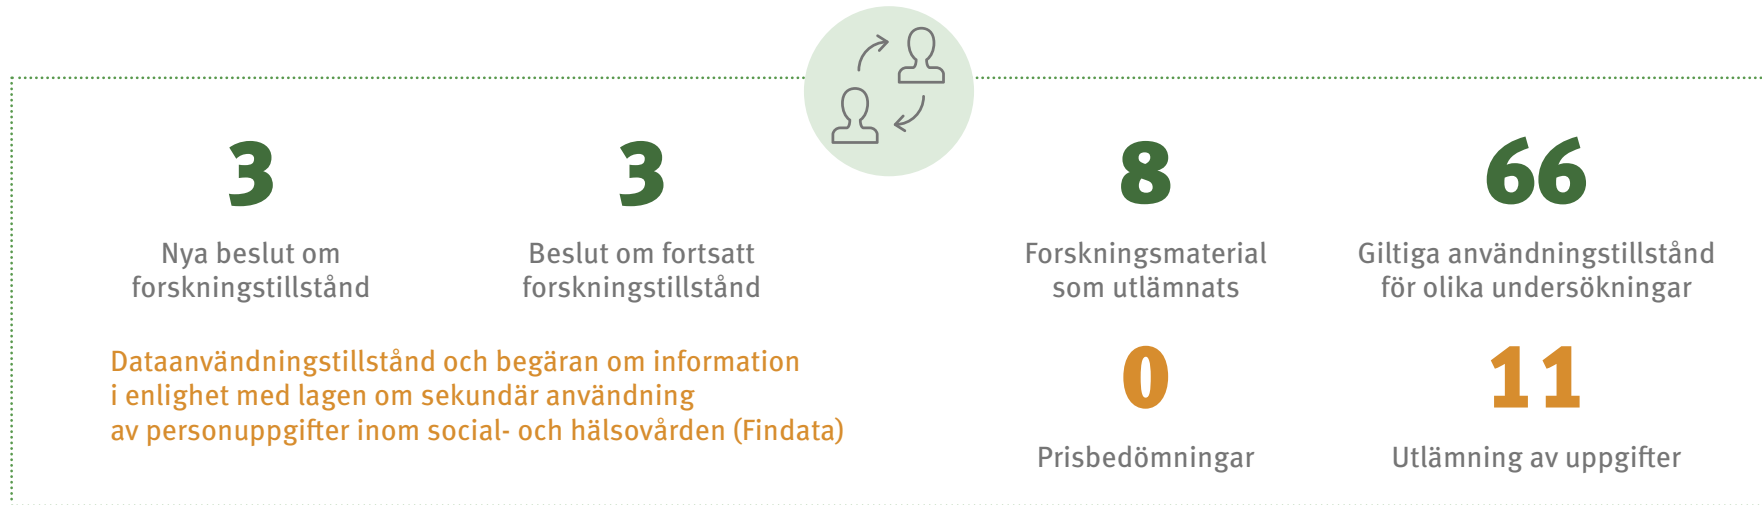 3
Nya beslut om
forskningstillstånd
3
Beslut om fortsatt
forskningstillstånd
8
Forskningsmaterial
som utlämnats
66
Giltiga användningstillstånd
för olika undersökningar
Dataanvändningstillstånd och begäran om information
i enlighet med lagen om sekundär användning
av personuppgifter inom social- och hälsovården (Findata)
0
Prisbedömningar
11
Utlämning av uppgifter